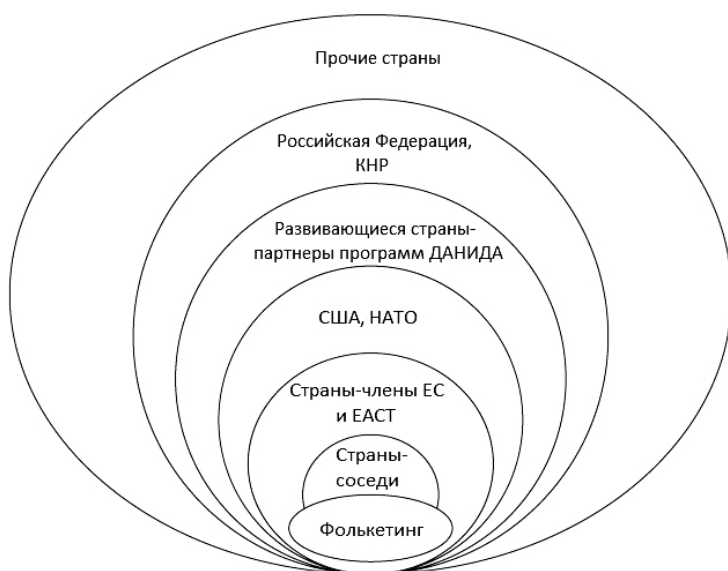 Прочие страны
Российская Федерация,
КНР
Развивающиеся страны-
партнеры программ ДАНИДА
США, НАТО
Страны-члены ЕС
и ЕАСТ
Страны-
соседи
Фолькетинг